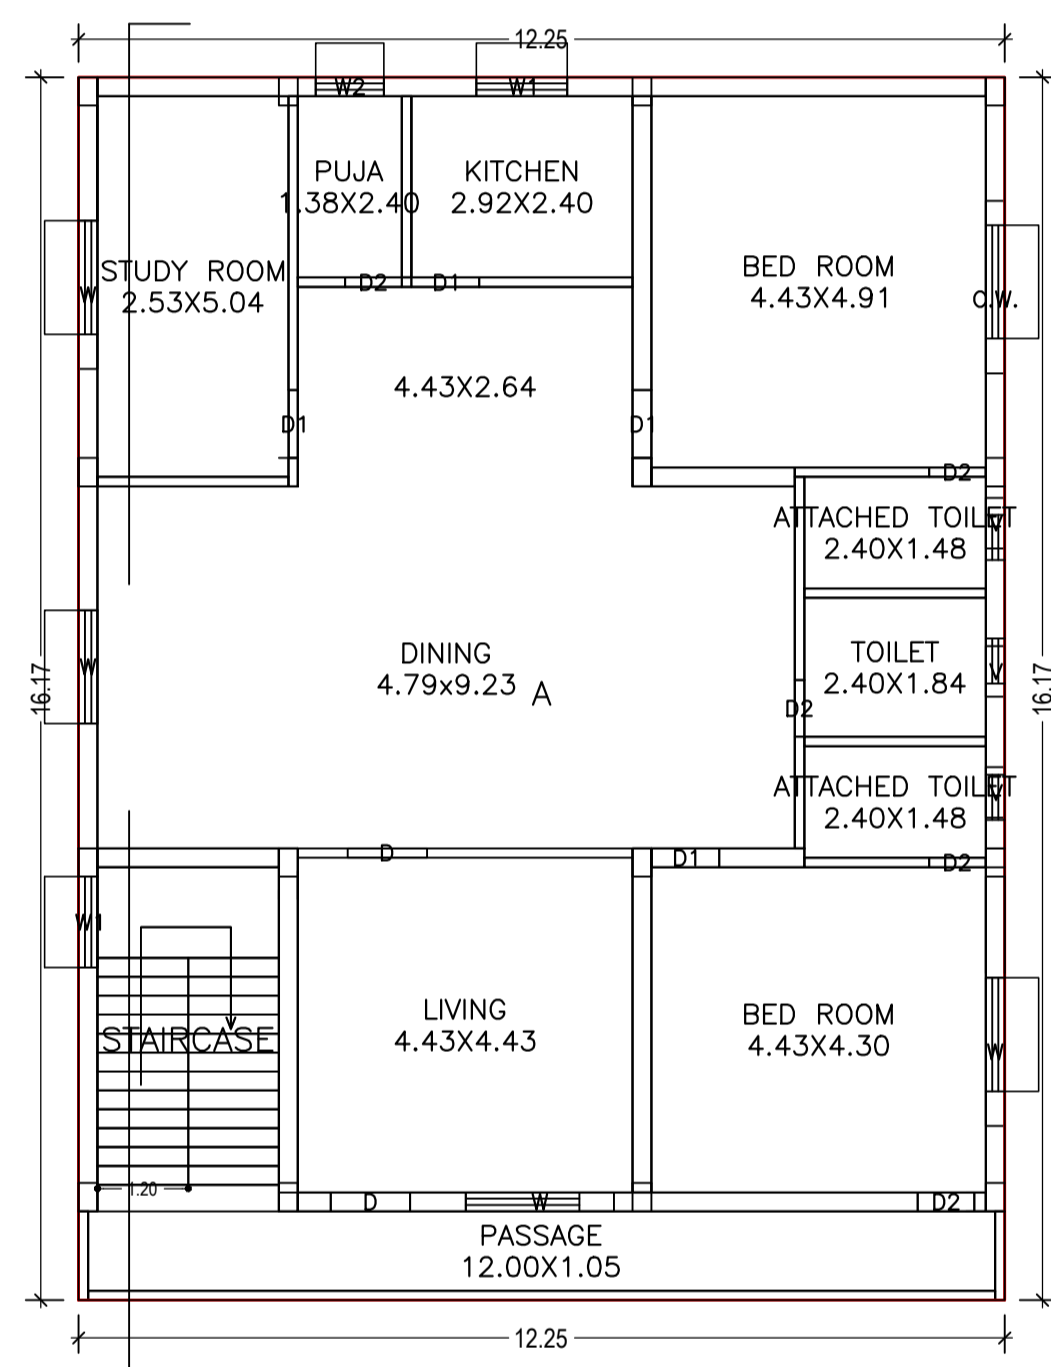 12.25
W2
W1
PUJA
1.38X2.40
KITCHEN
2.92X2.40
STUDY ROOM
2.53X5.04
BED ROOM
4.43X4.91
W
C.W.
D2
D1
4.43X2.64
D1
D1
D2
ATTACHED TOILET
2.40X1.48
V
DINING
4.79x9.23
A
TOILET
2.40X1.84
V
W
16.17
16.17
D2
ATTACHED TOILET
2.40X1.48
V
D
D1
D2
W1
LIVING
4.43X4.43
BED ROOM
4.43X4.30
STAIRCASE
W
1.20
D
W
D2
PASSAGE
12.00X1.05
12.25